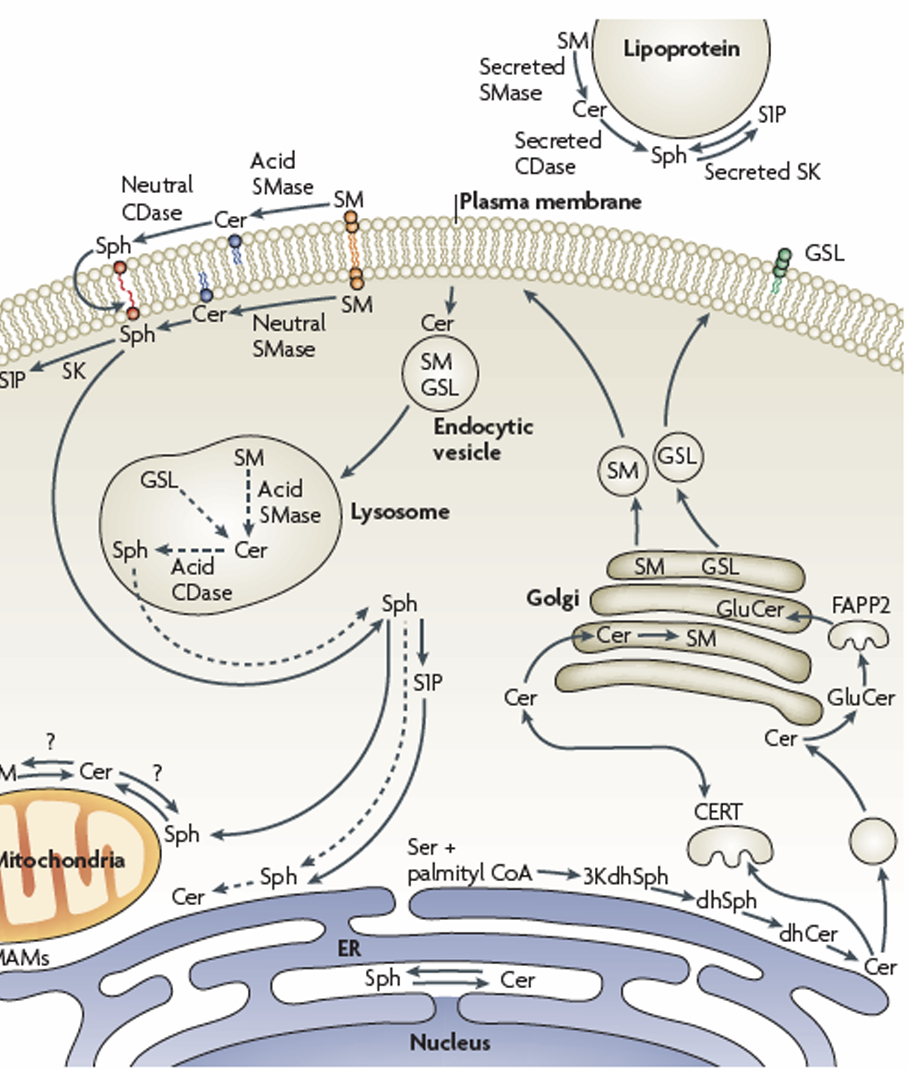 SM
Lipoprotein
Secreted
SMase
Cer
S1P
Secreted
CDase
Sph
Secreted SK
Acid
SMase
Neutral
CDase
SM
Plasma membrane
Cer
Sph
GSL
SM
Cer
Neutral
SMase
Sph
S1P
SK
Cer
SM
GSL
Endocytic
vesicle
SM
GSL
SM
GSL
Acid
SMase
Lysosome
Sph
Cer
Acid
CDase
SM
GSL
Golgi
GluCer
FAPP2
Cer
SM
Sph
S1P
Cer
GluCer
Cer
?
M
Cer
?
Sph
CERT
Mitochondria
Ser +
palmityl CoA
3KdhSph
Cer
Sph
dhSph
dhCer
Cer
MAMs
ER
Sph
Cer
Nucleus